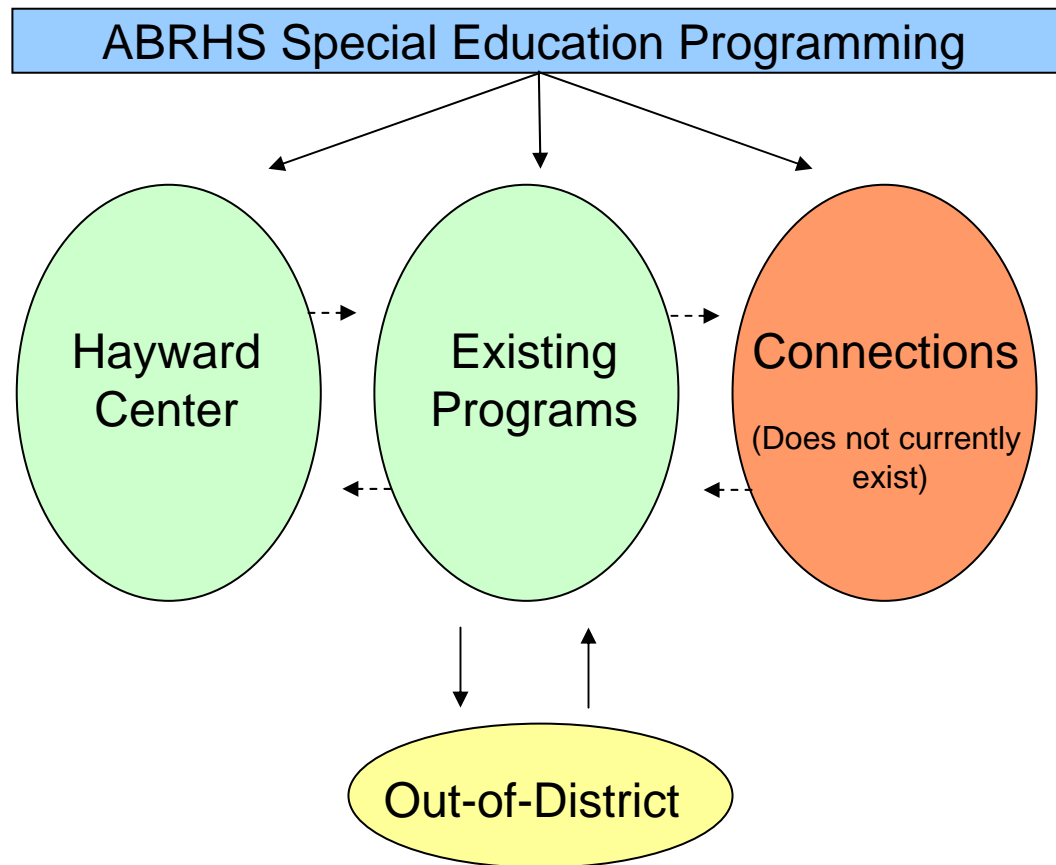 ABRHS Special Education Programming
Hayward
Center
Existing
Programs
Connections
(Does not currently
exist)
Out-of-District